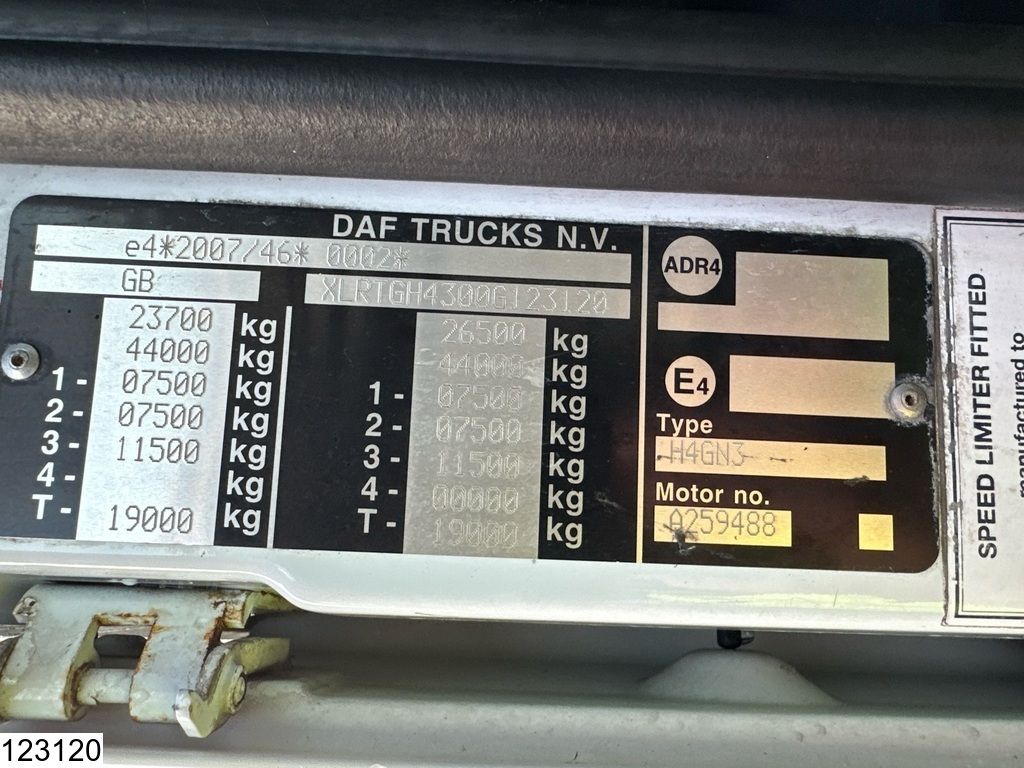 DAF TRUCKS N.V.
e4*2007/46* 0002*
GB XLRTGH4300G123120
23700 kg 26500 kg
44000 kg 44000 kg
1- 07500 kg 1- 07500 kg
2- 07500 kg 2- 07500 kg
3- 11500 kg 3- 11500 kg
4- kg 4- 00000 kg
T- 19000 kg T- 19000 kg
ADR4
E4
Type
H4GN3
Motor no.
A259488
SPEED LIMITER FITTED.
manufactured to
123120